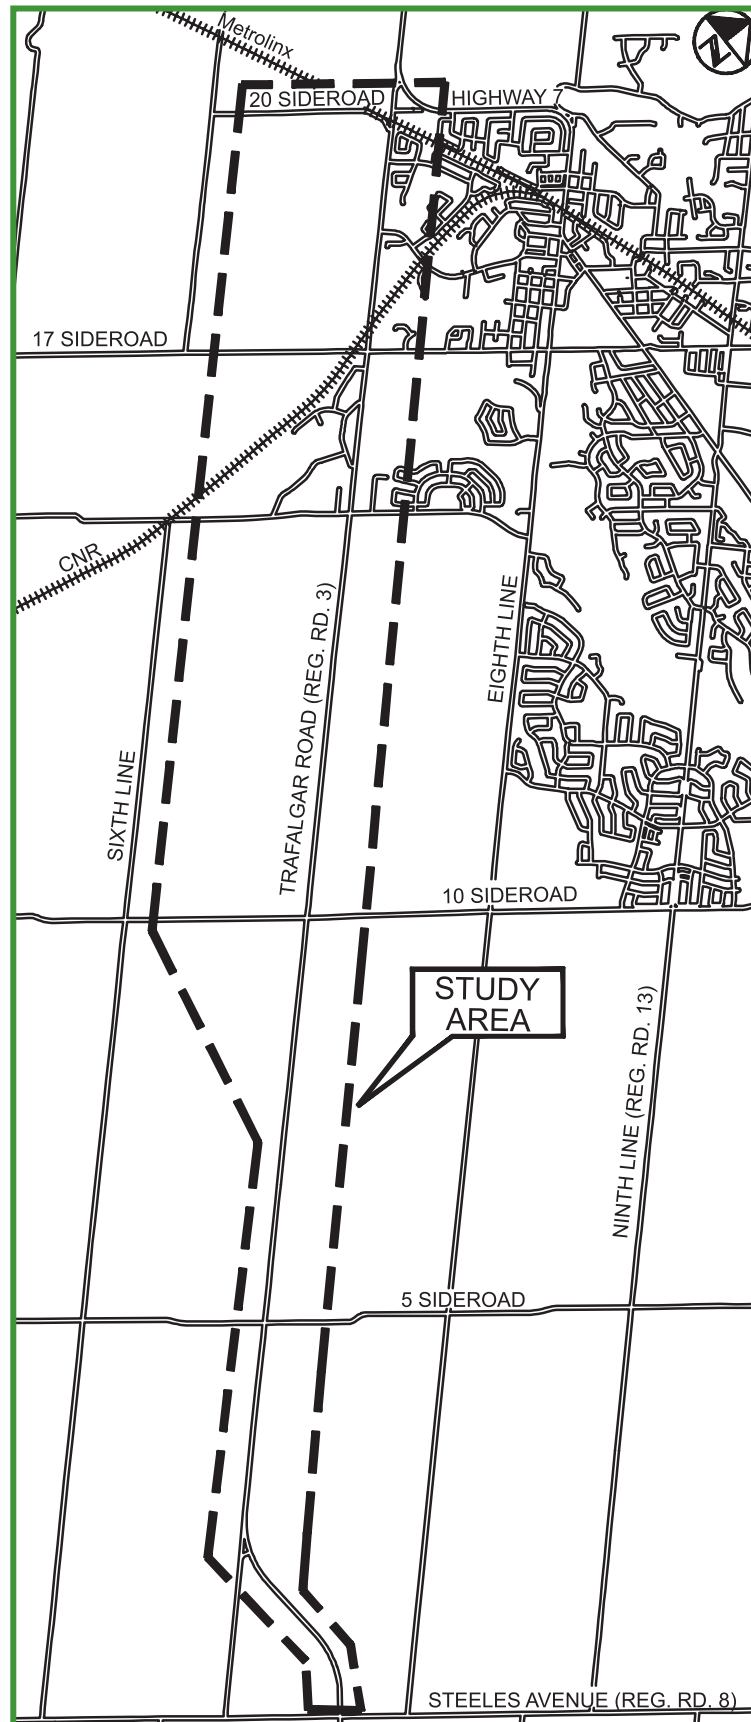 Metrolinx
20 SIDEROAD
HIGHWAY 7
N
17 SIDEROAD
CNR
EIGHTH LINE
TRAFALGAR ROAD (REG. RD. 3)
SIXTH LINE
10 SIDEROAD
STUDY
AREA
NINTH LINE (REG. RD. 13)
5 SIDEROAD
STEELES AVENUE (REG. RD. 8)